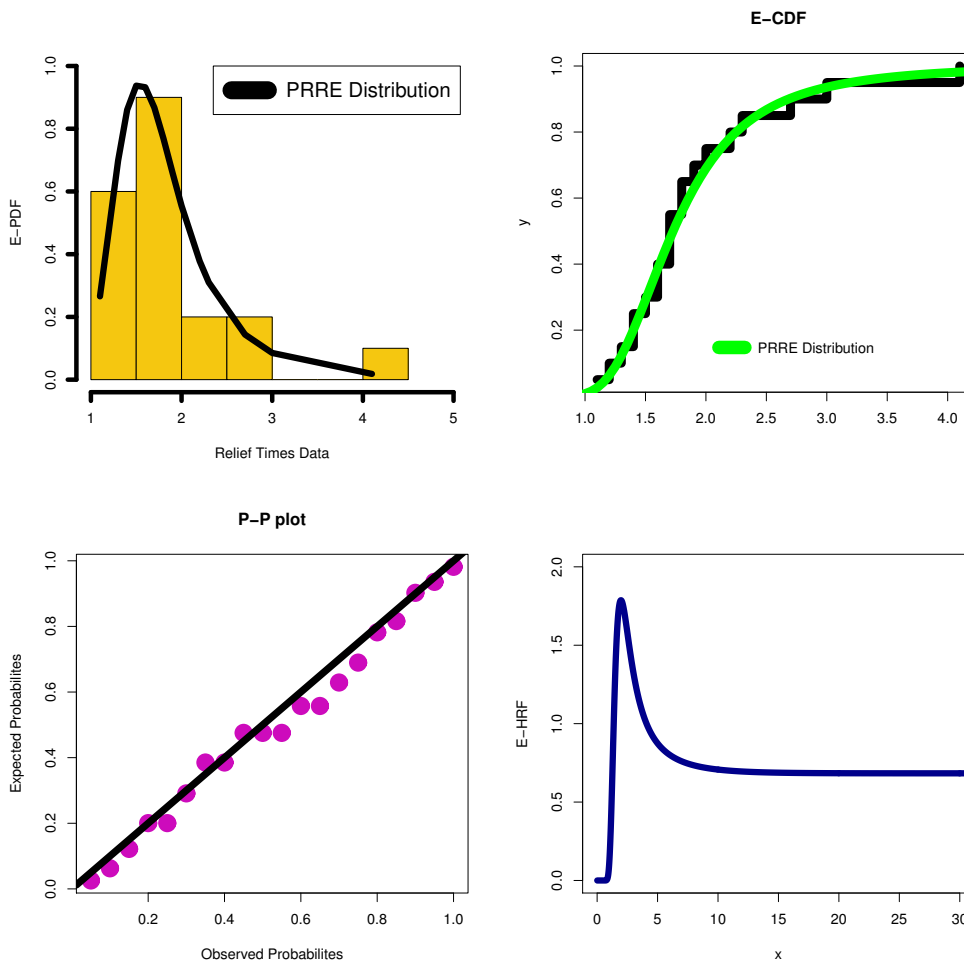 E−PDF
1.0
0.8
0.6
0.4
0.2
0.0
PRRE Distribution
1 2 3 4 5
Relief Times Data
E−CDF
y
0.8
0.6
0.4
0.2
PRRE Distribution
1.0 1.5 2.0 2.5 3.0 3.5 4.0
P−P plot
Expected Probabilites
1.0
0.8
0.6
0.4
0.2
0.0
0.2 0.4 0.6 0.8 1.0
Observed Probabilites
E−HRF
2.0
1.5
1.0
0.5
0.0
0 5 10 15 20 25 30
x